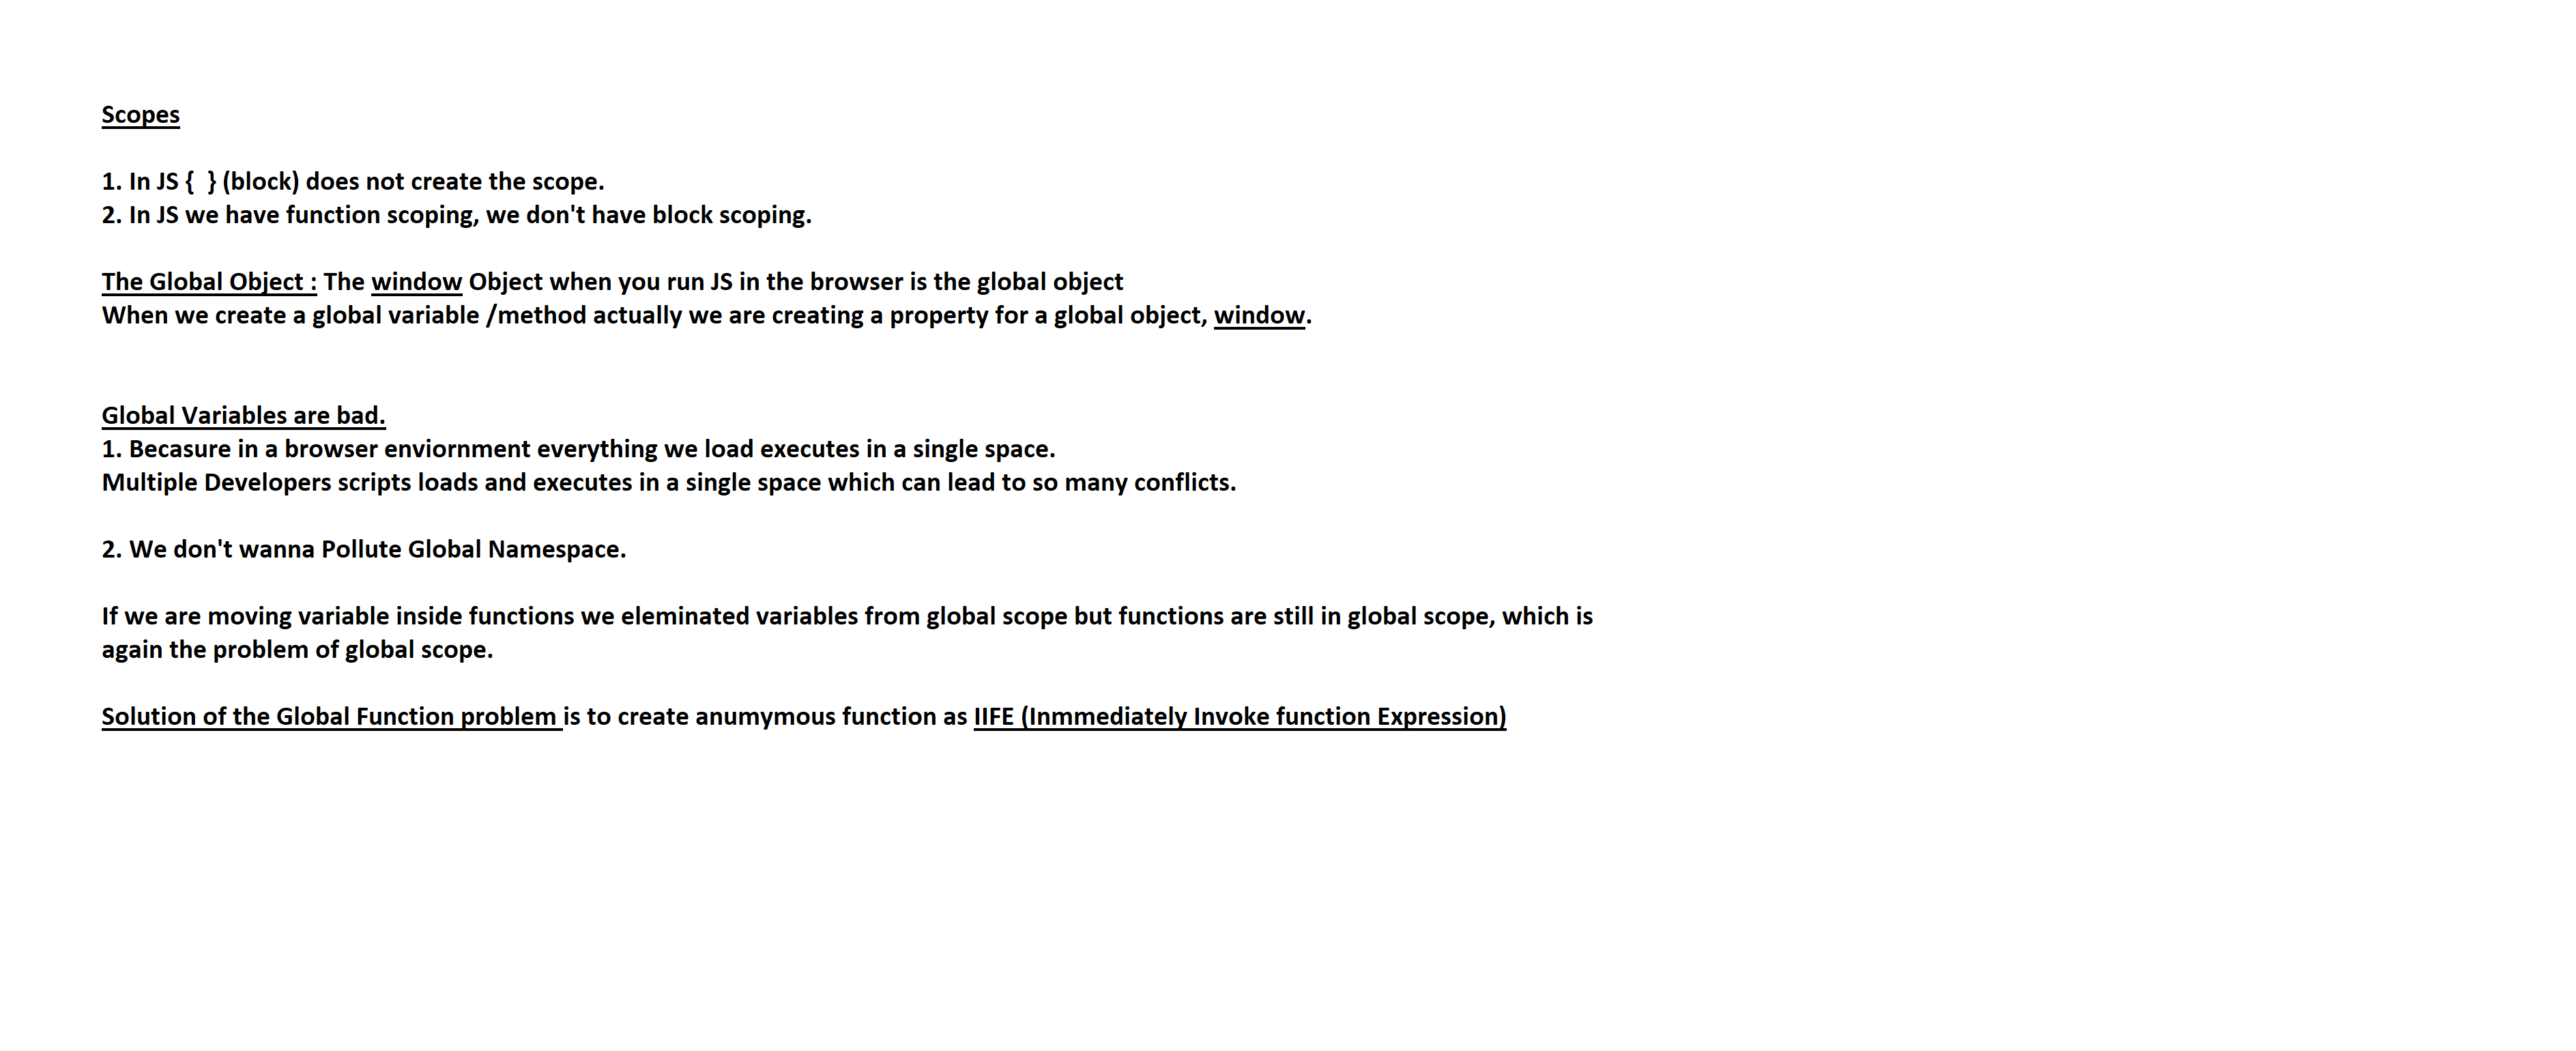 Scopes
1. In JS {  } (block) does not create the scope.
2. In JS we have function scoping, we don't have block scoping.
The Global Object : The window Object when you run JS in the browser is the global object
When we create a global variable /method actually we are creating a property for a global object, window.
Global Variables are bad.
1. Becasure in a browser enviornment everything we load executes in a single space.
Multiple Developers scripts loads and executes in a single space which can lead to so many conflicts.
2. We don't wanna Pollute Global Namespace.
If we are moving variable inside functions we eleminated variables from global scope but functions are still in global scope, which is
again the problem of global scope.
Solution of the Global Function problem is to create anumymous function as IIFE (Inmmediately Invoke function Expression)